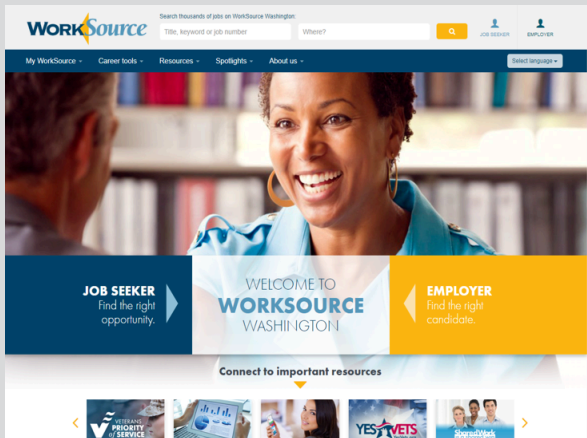 WORKSource
Search thousands of jobs on WorkSource Washington:
Title, keyword or job number
Where?
JOB SEEKER
EMPLOYER
My WorkSource
Career tools
Resources
Spotlights
About us
Select language
JOB SEEKER
Find the right
opportunity.
WELCOME TO
WORKSOURCE
WASHINGTON
EMPLOYER
Find the right
candidate.
Connect to important resources
VETERANS
PRIORITY
of SERVICE
YES VETS
SharedWork